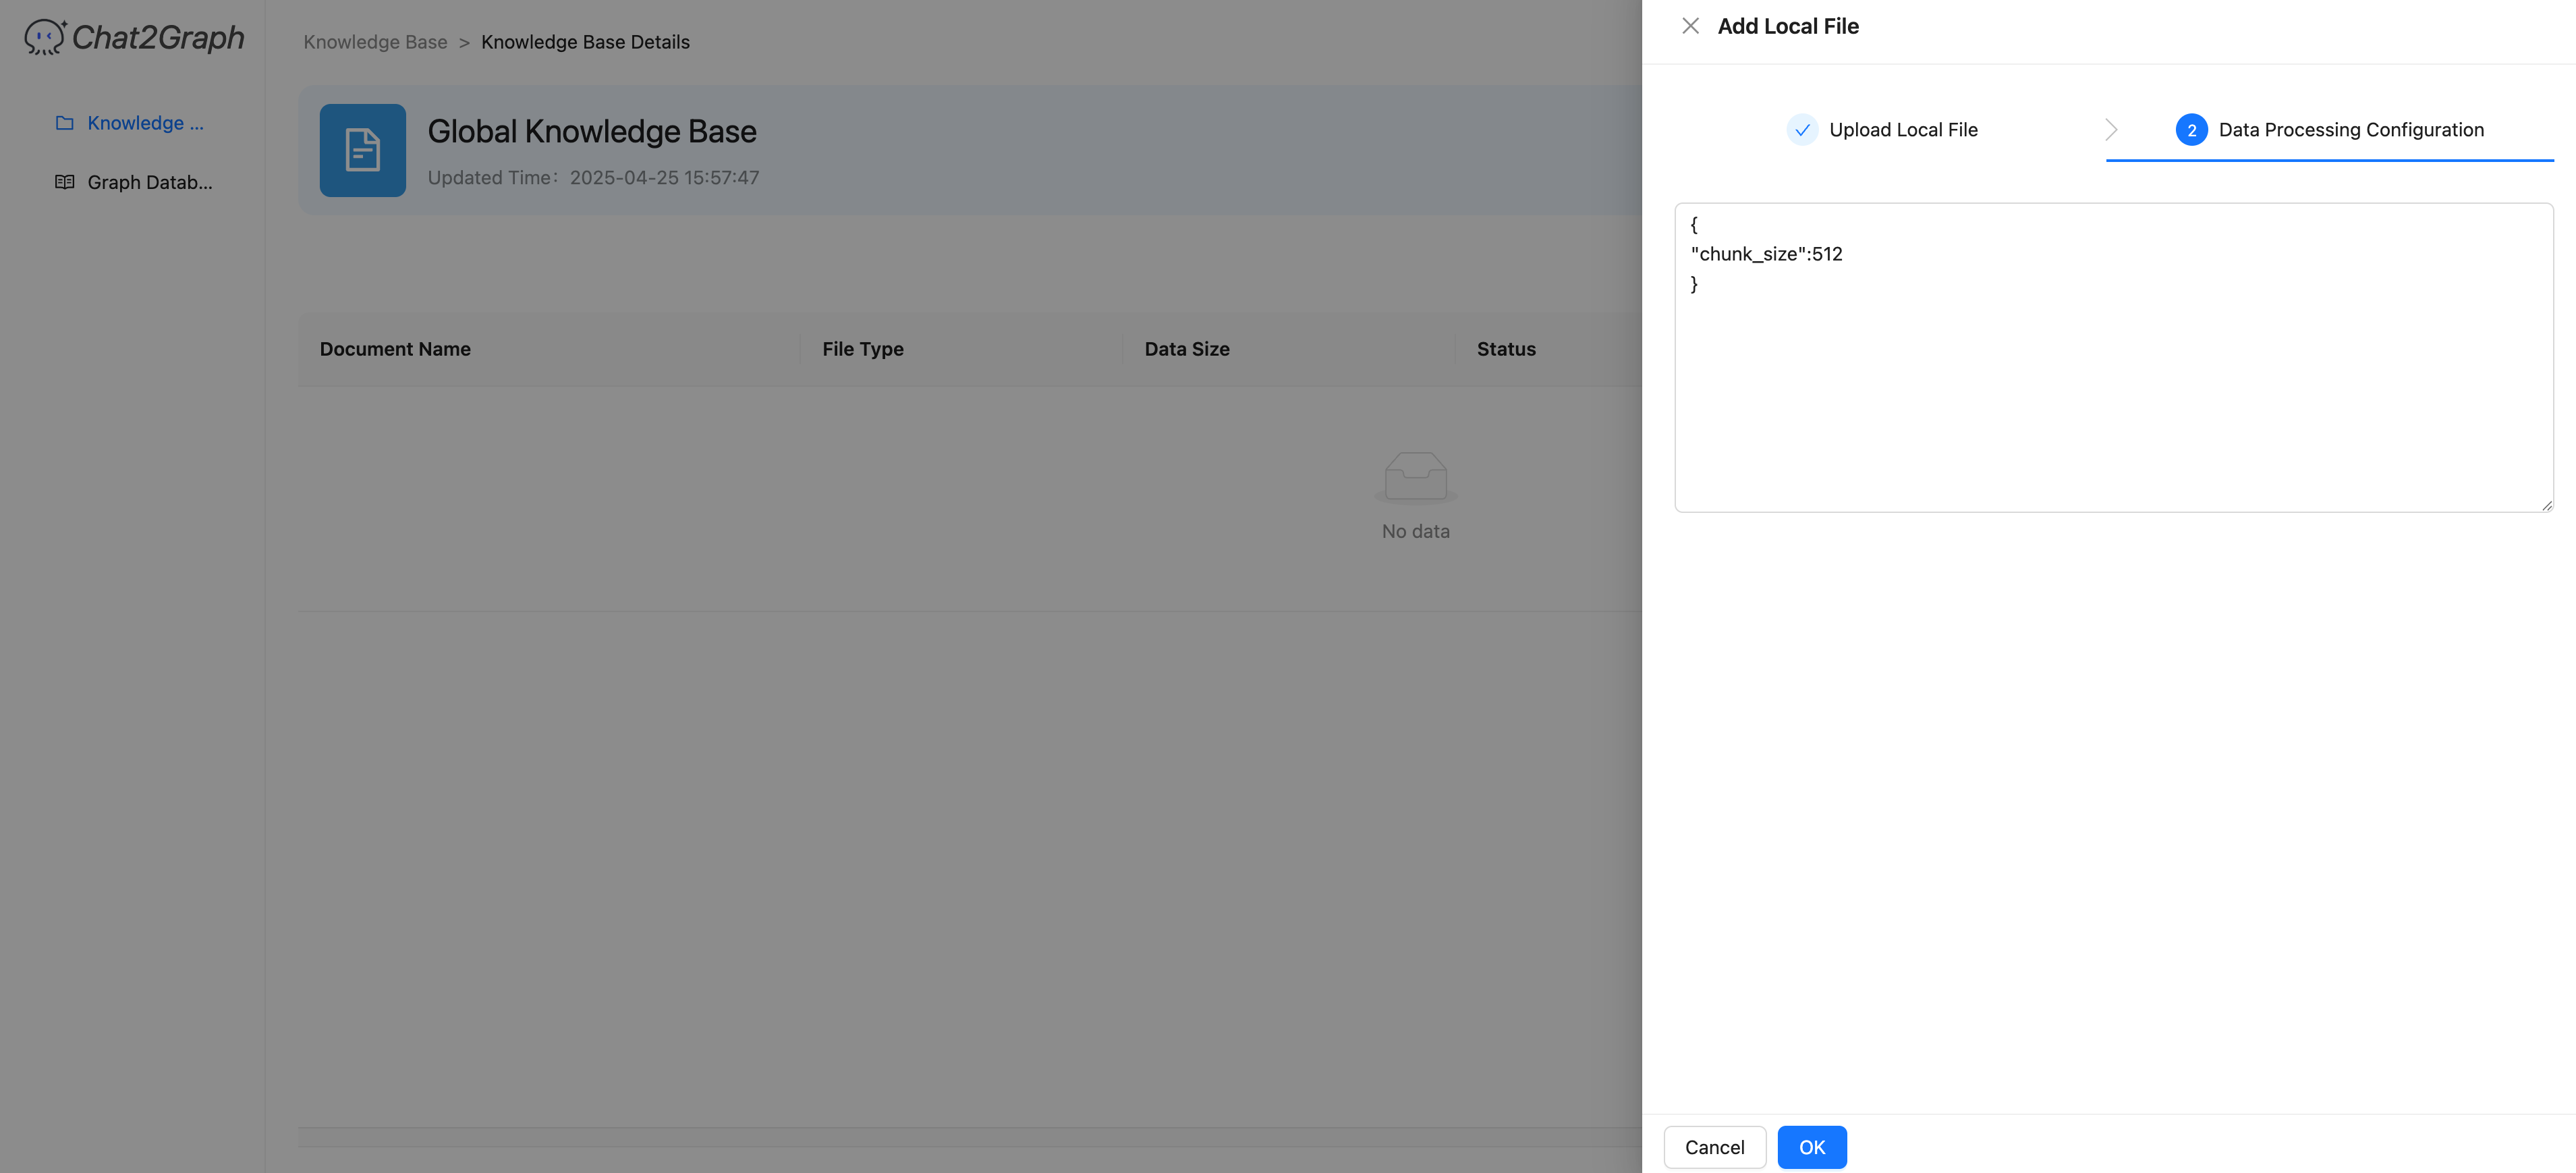 Chat2Graph
Knowledge ...
Graph Datab...
Knowledge Base > Knowledge Base Details
Global Knowledge Base
Updated Time: 2025-04-25 15:57:47
Document Name File Type Data Size Status
No data
Add Local File
Upload Local File
2 Data Processing Configuration
{
"chunk_size":512
}
Cancel OK